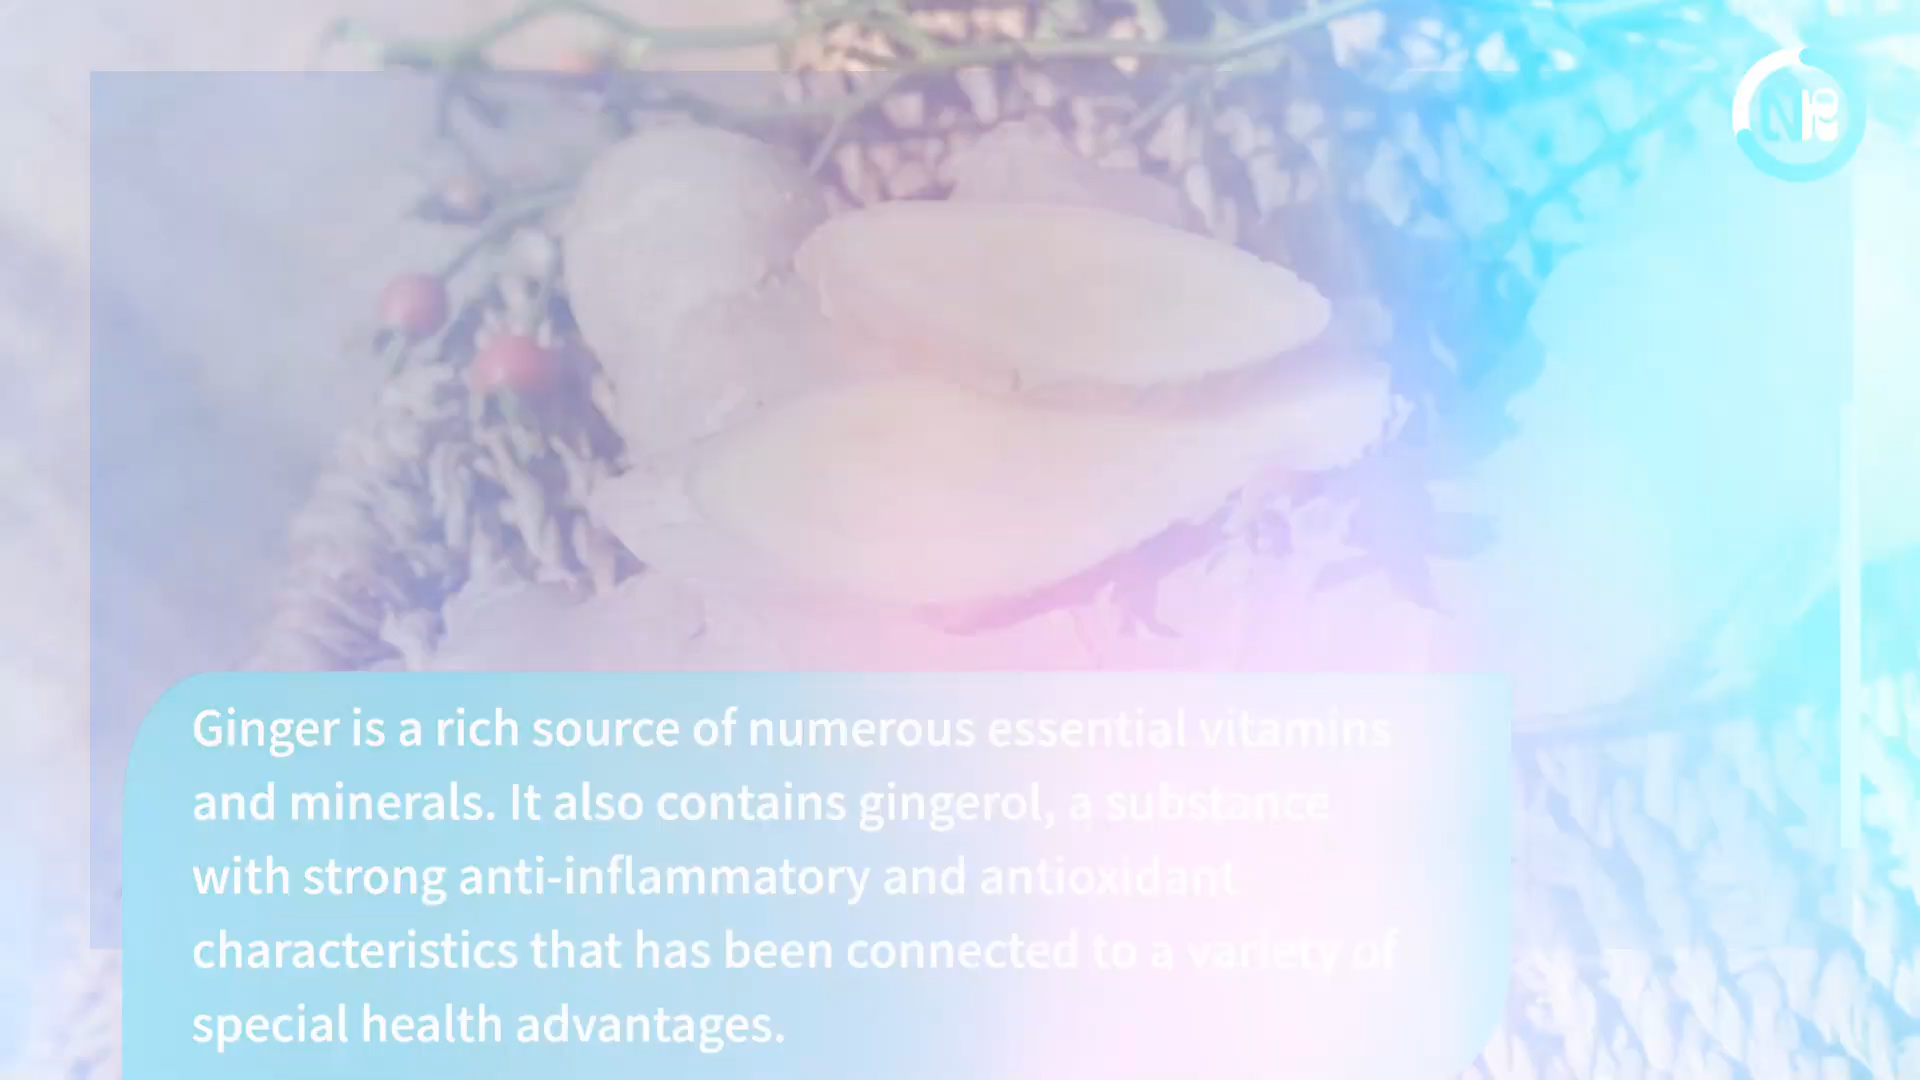 Ginger is a rich source of numerous essential vitamins
and minerals. It also contains gingerol, a substance
with strong anti-inflammatory and antioxidant
characteristics that has been connected to a variety of
special health advantages.